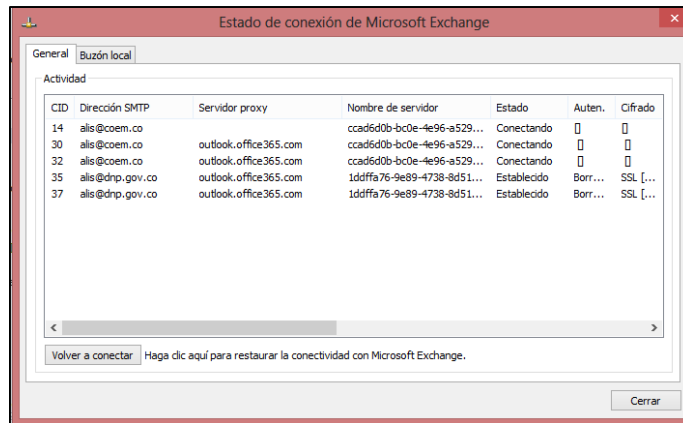 Estado de conexión de Microsoft Exchange
General Buzón local
Actividad
CID Dirección SMTP Servidor proxy Nombre de servidor Estado Auten. Cifrado
14 alis@coem.co ccad6d0b-bc0e-4e96-a529... Conectando [] []
30 alis@coem.co outlook.office365.com ccad6d0b-bc0e-4e96-a529... Conectando [] []
32 alis@coem.co outlook.office365.com ccad6d0b-bc0e-4e96-a529... Conectando [] []
35 alis@dnp.gov.co outlook.office365.com 1ddffa76-9e89-4738-8d51... Establecido Borr... SSL [...
37 alis@dnp.gov.co outlook.office365.com 1ddffa76-9e89-4738-8d51... Establecido Borr... SSL [...
Volver a conectar Haga clic aquí para restaurar la conectividad con Microsoft Exchange.
Cerrar